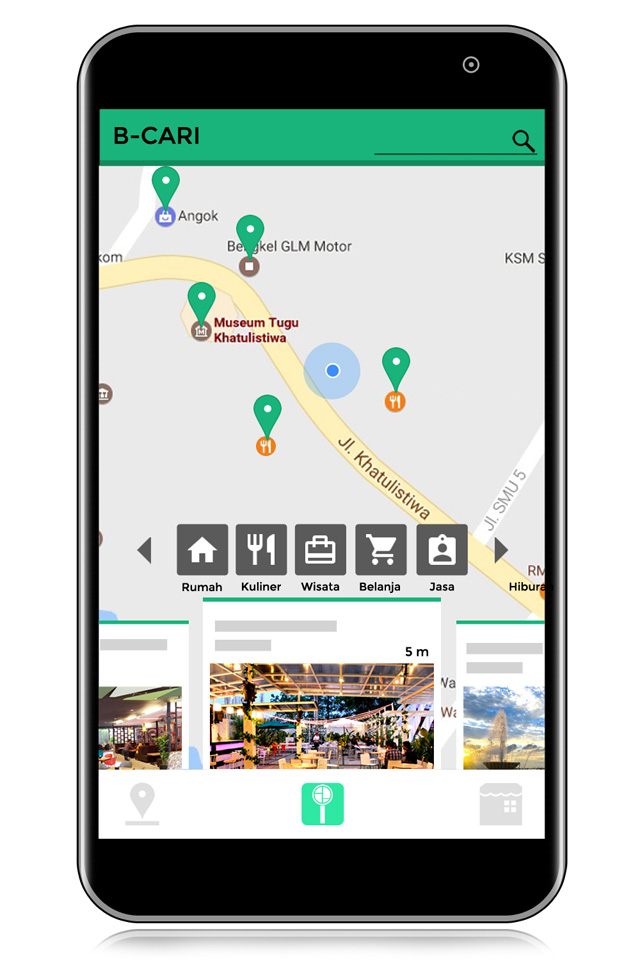 B-CARI
Angok
Bengkel GLM Motor
kom
KSM S
Museum Tugu
Khatulistiwa
Jl. Khatulistiwa
Jl. SMU 5
RM
Rumah
Kuliner
Wisata
Belanja
Jasa
Hibura
5 m
Wa
Wa